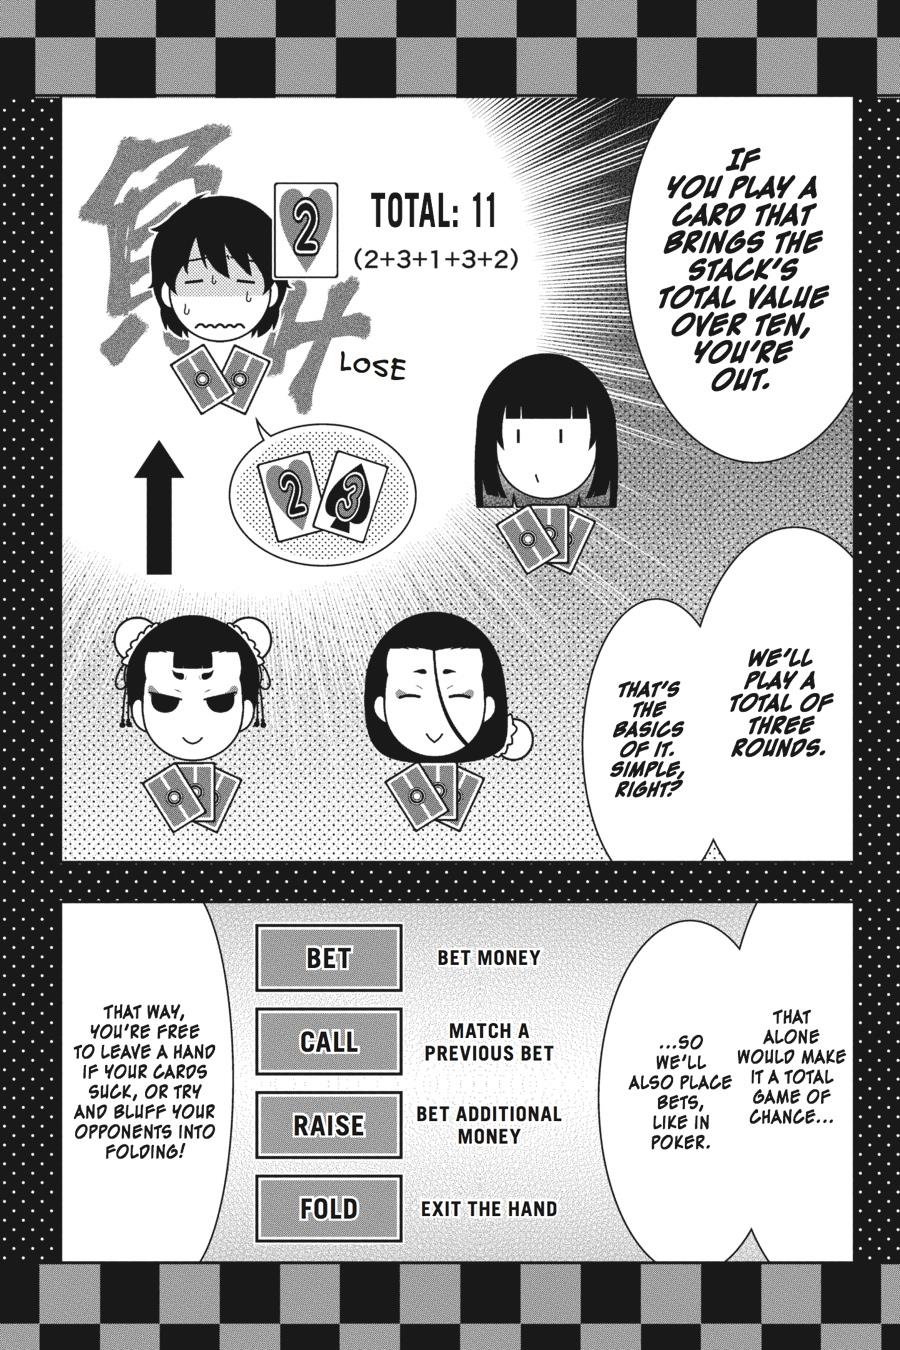 IF
YOU PLAY A
CARD THAT
BRINGS THE
STACK'S
TOTAL VALUE
OVER TEN,
YOU'RE
OUT.
負け
2
TOTAL: 11
(2+3+1+3+2)
LOSE
2
3
WE'LL
PLAY A
TOTAL OF
THREE
ROUNDS.
THAT'S
THE
BASICS
OF IT.
SIMPLE,
RIGHT?
THAT
ALONE
WOULD MAKE
IT A TOTAL
GAME OF
CHANCE...
...SO
WE'LL
ALSO PLACE
BETS,
LIKE IN
POKER.
BET
BET MONEY
CALL
MATCH A
PREVIOUS BET
RAISE
BET ADDITIONAL
MONEY
FOLD
EXIT THE HAND
THAT WAY,
YOU'RE FREE
TO LEAVE A HAND
IF YOUR CARDS
SUCK, OR TRY
AND BLUFF YOUR
OPPONENTS INTO
FOLDING!